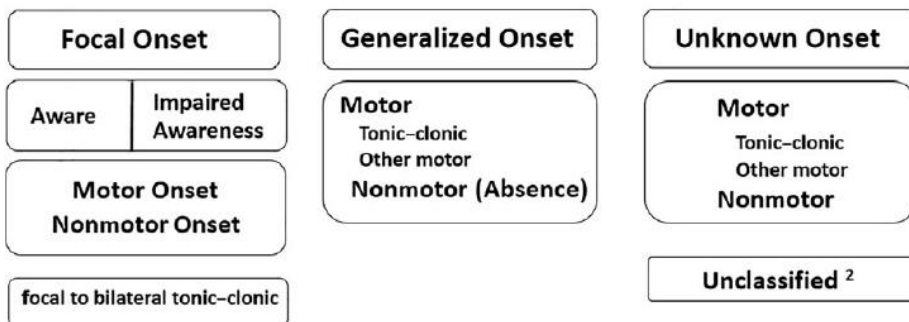 Focal Onset
Aware
Impaired
Awareness
Motor Onset
Nonmotor Onset
focal to bilateral tonic–clonic
Generalized Onset
Motor
Tonic–clonic
Other motor
Nonmotor (Absence)
Unknown Onset
Motor
Tonic–clonic
Other motor
Nonmotor
Unclassified ²